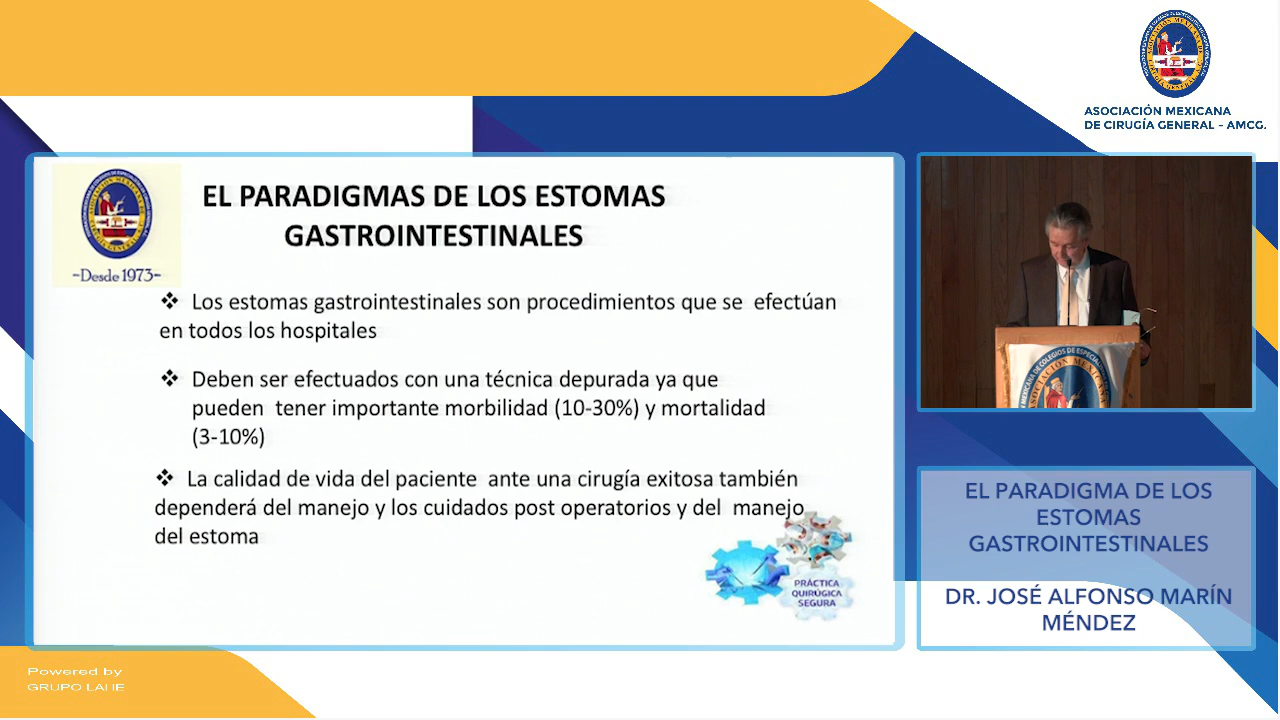 ASOCIACIÓN MEXICANA
DE CIRUGÍA GENERAL - AMCG.
~Desde 1973~
EL PARADIGMAS DE LOS ESTOMAS
GASTROINTESTINALES
❖ Los estomas gastrointestinales son procedimientos que se efectúan
en todos los hospitales
❖ Deben ser efectuados con una técnica depurada ya que
pueden tener importante morbilidad (10-30%) y mortalidad
(3-10%)
❖ La calidad de vida del paciente ante una cirugía exitosa también
dependerá del manejo y los cuidados post operatorios y del manejo
del estoma
PRÁCTICA
QUIRÚGICA
SEGURA
EL PARADIGMA DE LOS
ESTOMAS
GASTROINTESTINALES
DR. JOSÉ ALFONSO MARÍN
MÉNDEZ
Powered by
GRUPO